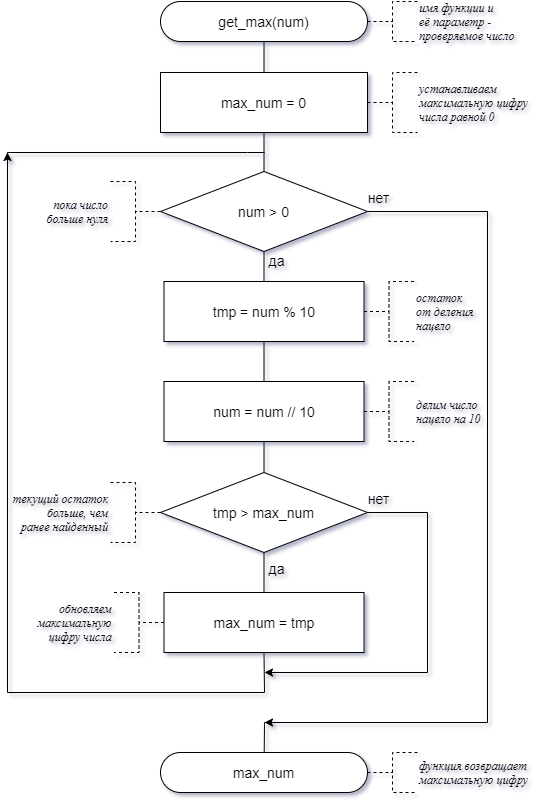 get_max(num)
имя функции и
её параметр -
проверяемое число
max_num = 0
устанавливаем
максимальную цифру
числа равной 0
пока число
больше нуля
num > 0
нет
да
tmp = num % 10
остаток
от деления
нацело
num = num // 10
делим число
нацело на 10
текущий остаток
больше, чем
ранее найденный
tmp > max_num
нет
да
обновляем
максимальную
цифру числа
max_num = tmp
max_num
функция возвращает
максимальную цифру